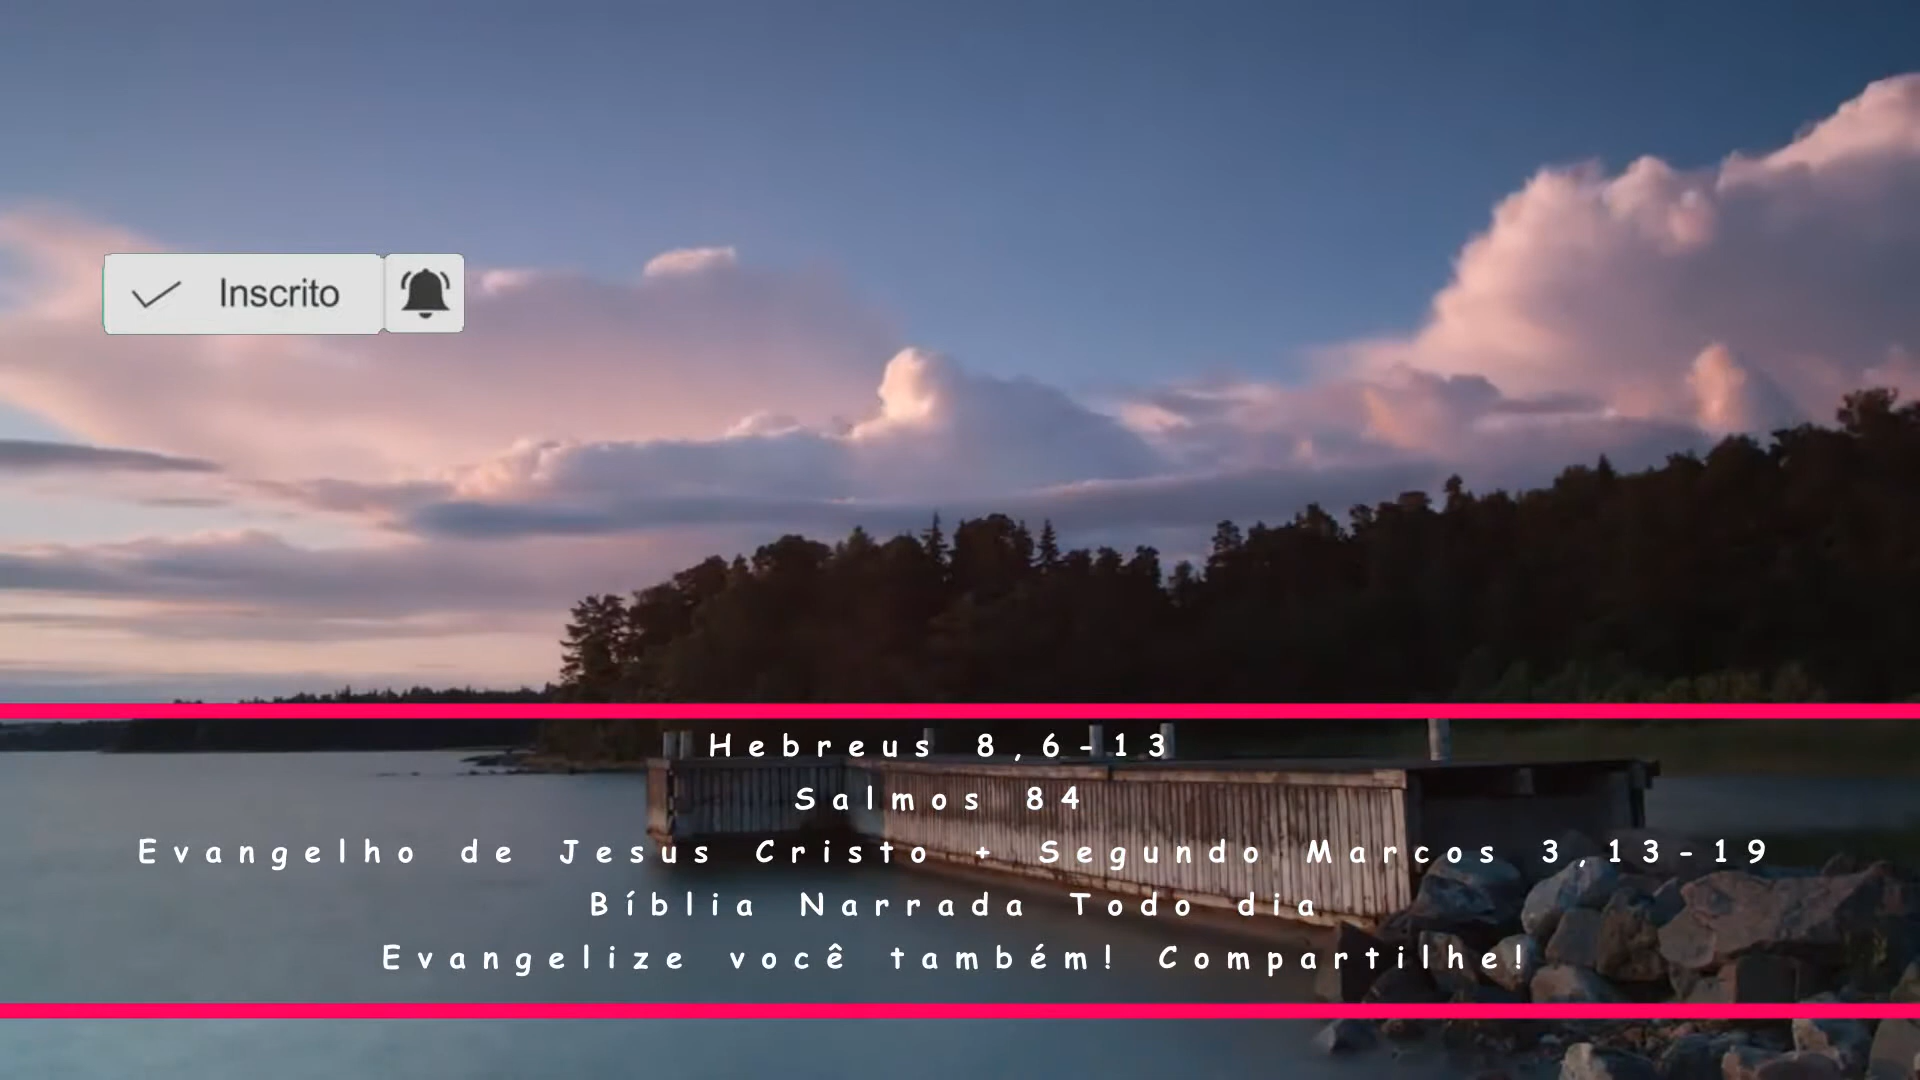 Inscrito
Hebreus 8,6-13
Salmos 84
Evangelho de Jesus Cristo + Segundo Marcos 3,13-19
Bíblia Narrada Todo dia
Evangelize você também! Compartilhe!